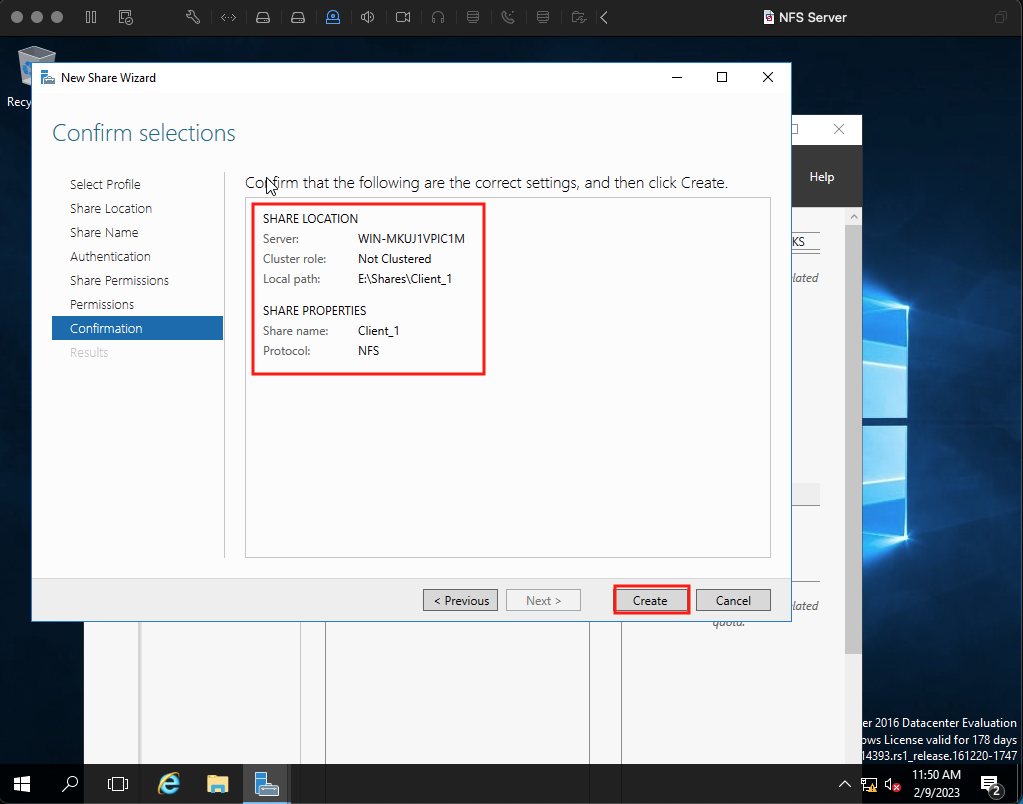 NFS Server
Recy
New Share Wizard
Confirm selections
Help
Select Profile
Share Location
Share Name
Authentication
Share Permissions
Permissions
Confirmation
Results
Confirm that the following are the correct settings, and then click Create.
SHARE LOCATION
Server: WIN-MKUJ1VPIC1M
Cluster role: Not Clustered
Local path: E:\Shares\Client_1
SHARE PROPERTIES
Share name: Client_1
Protocol: NFS
KS
lated
< Previous
Next >
Create
Cancel
lated
quota.
er 2016 Datacenter Evaluation
ows License valid for 178 days
14393.rs1_release.161220-1747
11:50 AM
2/9/2023
2